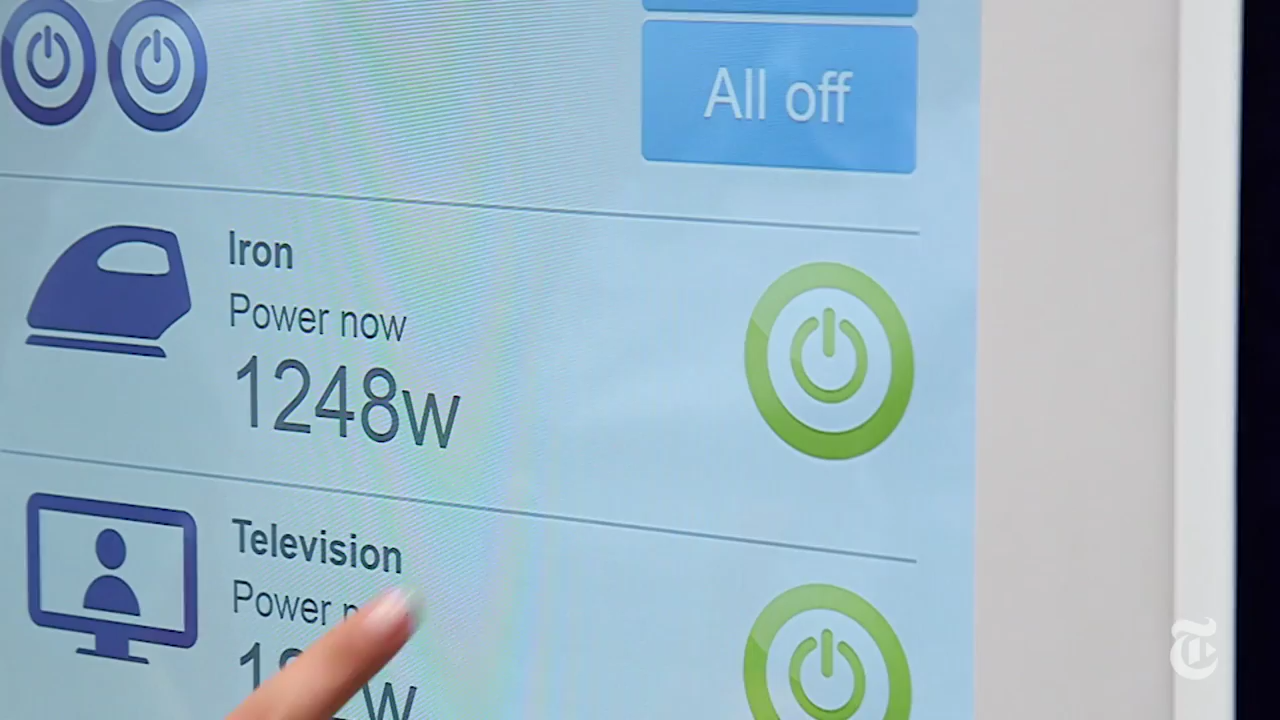 All off
Iron
Power now
1248w
Television
Power